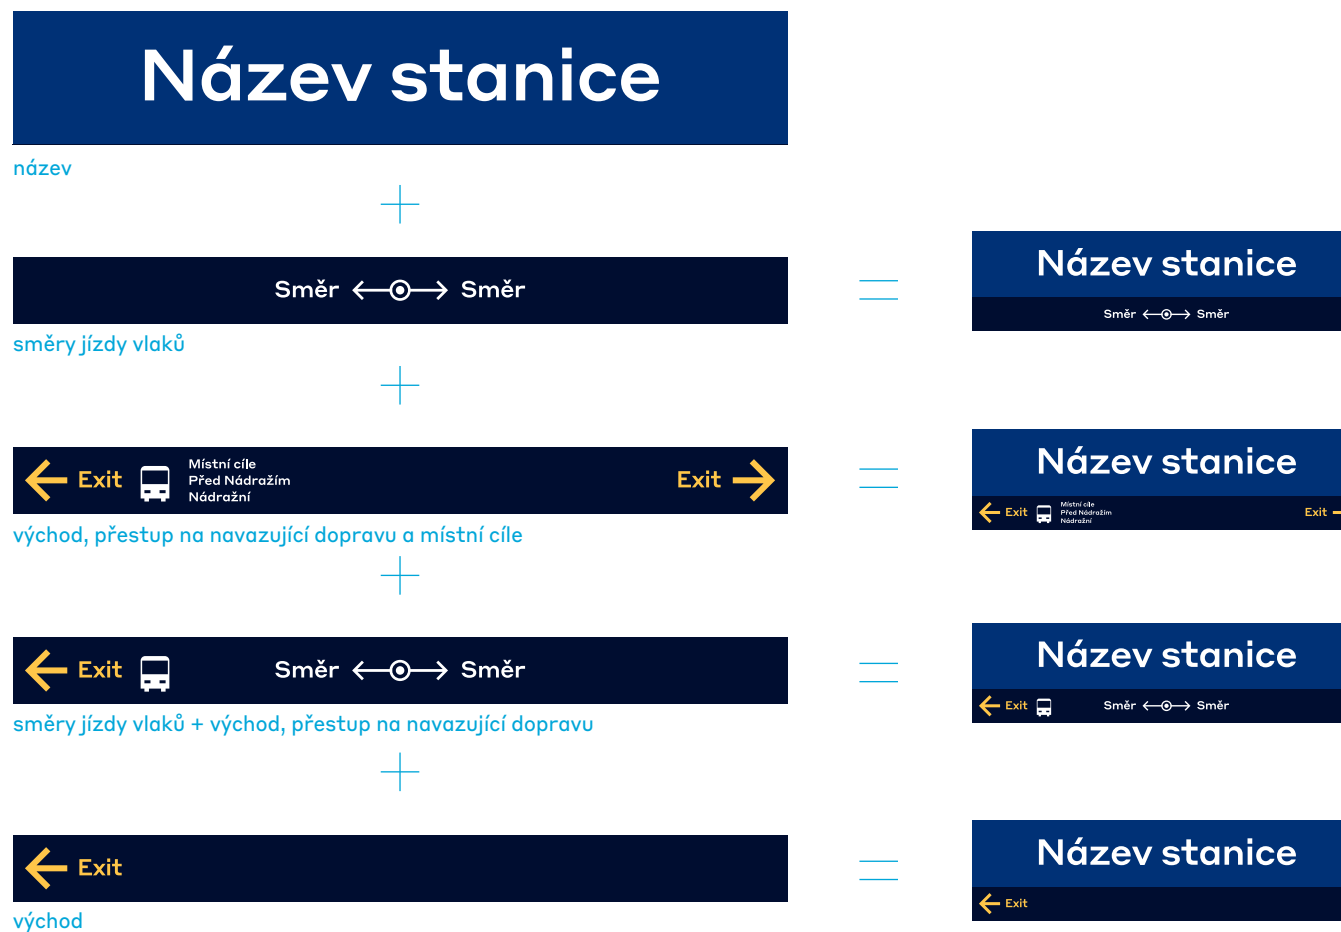 Název stanice
název
Směr Směr
směry jízdy vlaků
Název stanice
Směr Směr
Exit
Místní cíle
Před Nádražím
Nádražní
Exit
východ, přestup na navazující dopravu a místní cíle
Název stanice
Exit
Místní cíle
Před Nádražím
Nádražní
Exit
Exit Směr Směr
směry jízdy vlaků + východ, přestup na navazující dopravu
Název stanice
Exit Směr Směr
Exit
východ
Název stanice
Exit